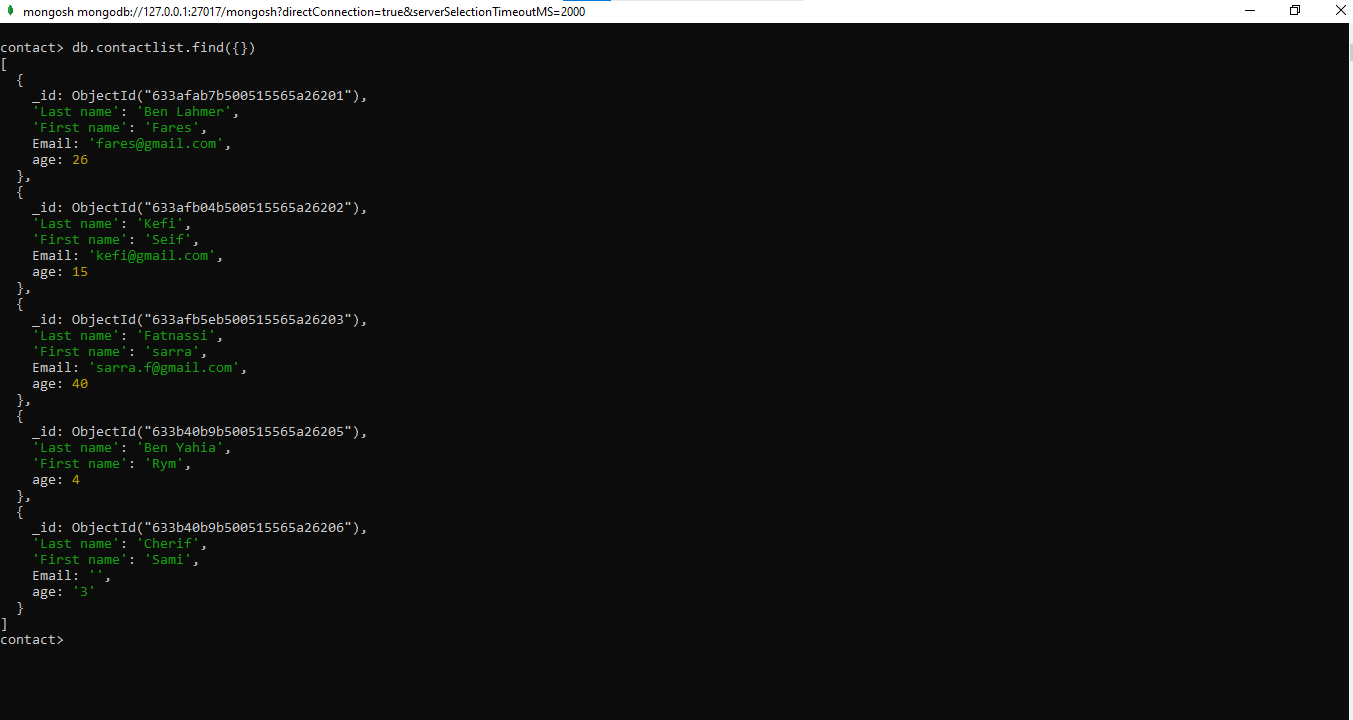 mongosh mongodb://127.0.0.1:27017/mongosh?directConnection=true&serverSelectionTimeoutMS=2000
contact> db.contactlist.find({})
[
  {
    _id: ObjectId("633afab7b500515565a26201"),
    'Last name': 'Ben Lahmer',
    'First name': 'Fares',
    Email: 'fares@gmail.com',
    age: 26
  },
  {
    _id: ObjectId("633afb04b500515565a26202"),
    'Last name': 'Kefi',
    'First name': 'Seif',
    Email: 'kefi@gmail.com',
    age: 15
  },
  {
    _id: ObjectId("633afb5eb500515565a26203"),
    'Last name': 'Fatnassi',
    'First name': 'sarra',
    Email: 'sarra.f@gmail.com',
    age: 40
  },
  {
    _id: ObjectId("633b40b9b500515565a26205"),
    'Last name': 'Ben Yahia',
    'First name': 'Rym',
    age: 4
  },
  {
    _id: ObjectId("633b40b9b500515565a26206"),
    'Last name': 'Cherif',
    'First name': 'Sami',
    Email: '',
    age: '3'
  }
]
contact>